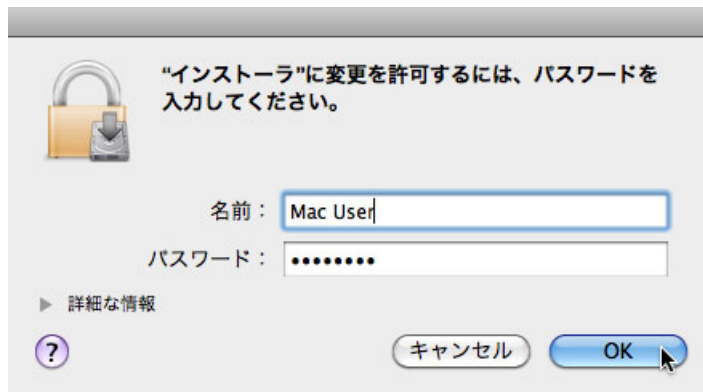 “インストーラ”に変更を許可するには、パスワードを
入力してください。
名前：Mac User
パスワード：••••••••
詳細な情報
?
キャンセル OK